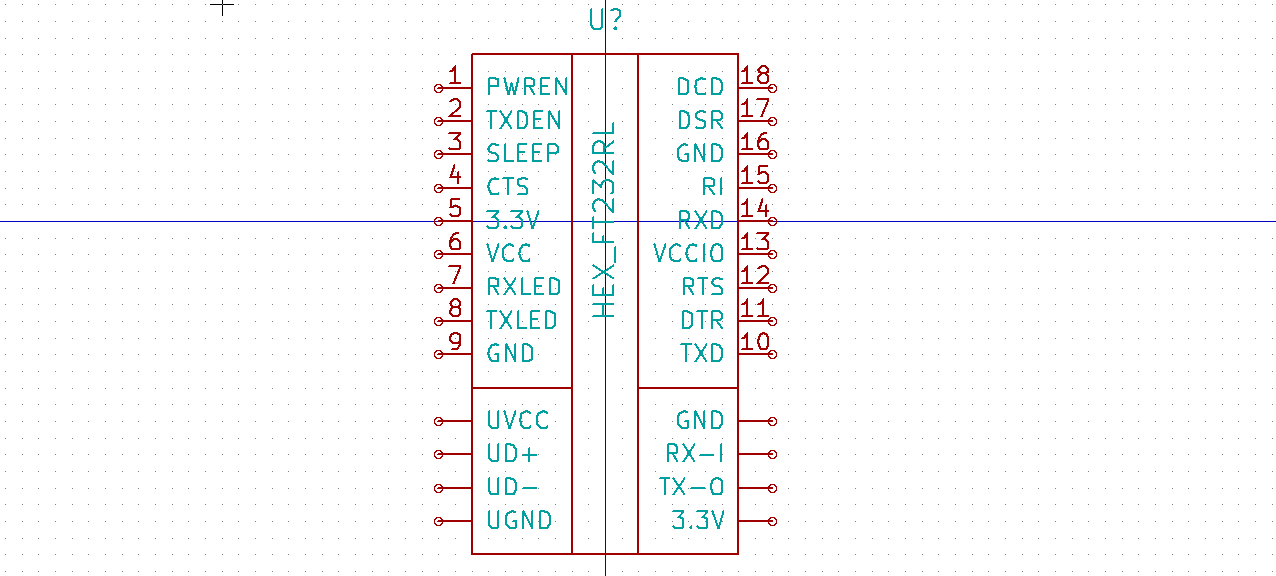 U?
1 PWREN DCD 18
2 TXDEN DSR 17
3 SLEEP GND 16
4 CTS RI 15
5 3.3V RXD 14
6 VCC VCCIO 13
7 RXLED RTS 12
8 TXLED DTR 11
9 GND TXD 10
HEX_FT232RL
UVCC GND
UD+ RX-I
UD- TX-O
UGND 3.3V